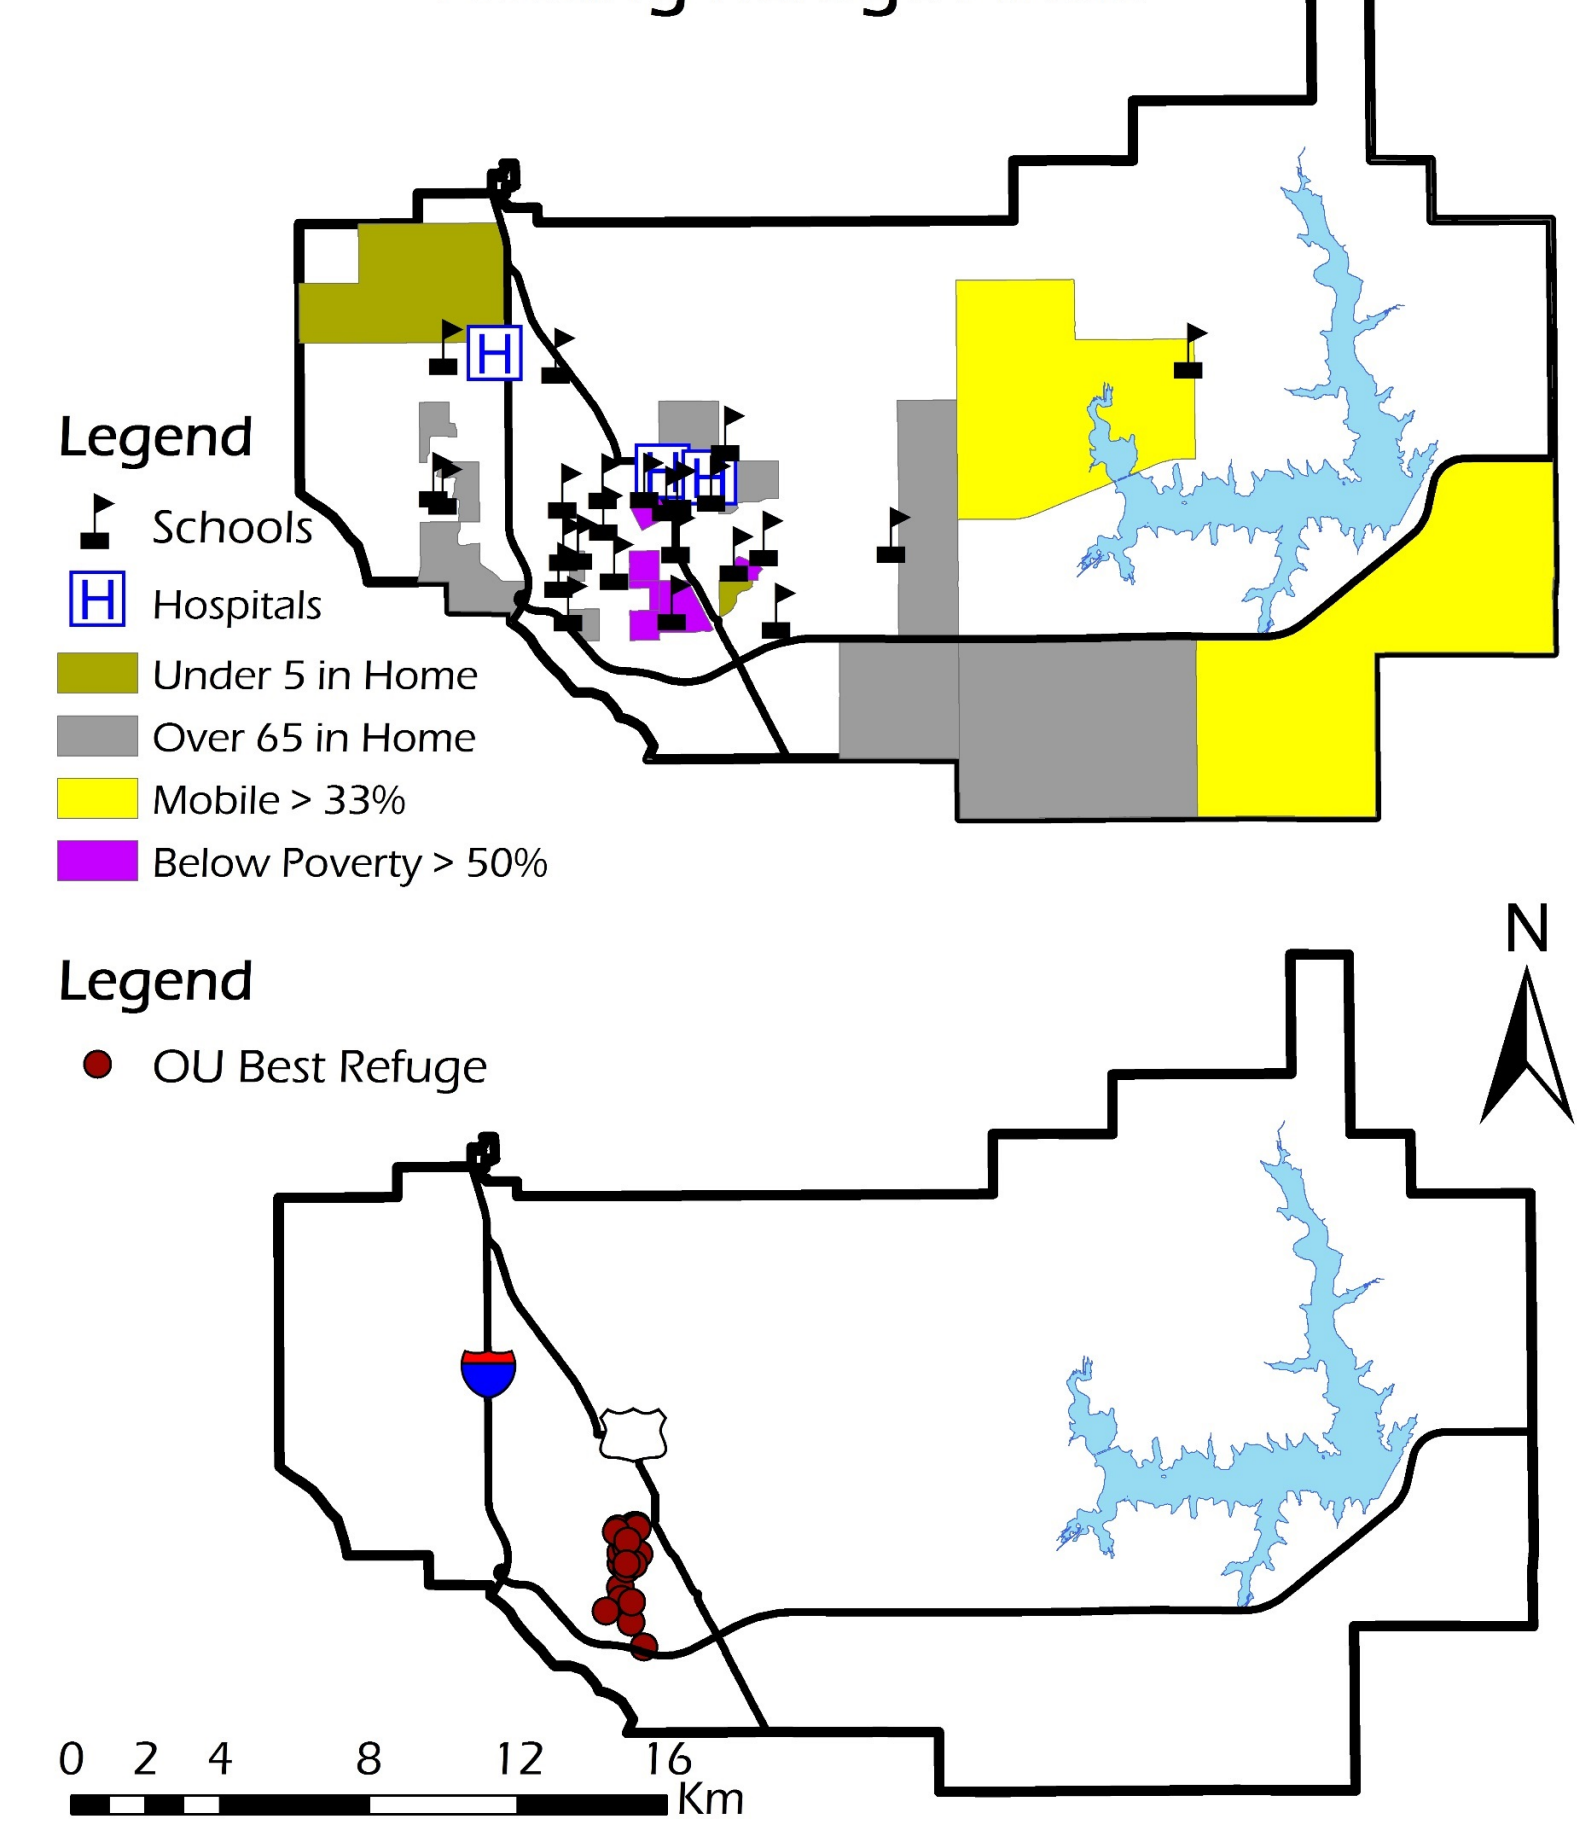 Legend
Schools
H Hospitals
Under 5 in Home
Over 65 in Home
Mobile > 33%
Below Poverty > 50%
H
H
H
N
Legend
OU Best Refuge
0 2 4 8 12 16
Km